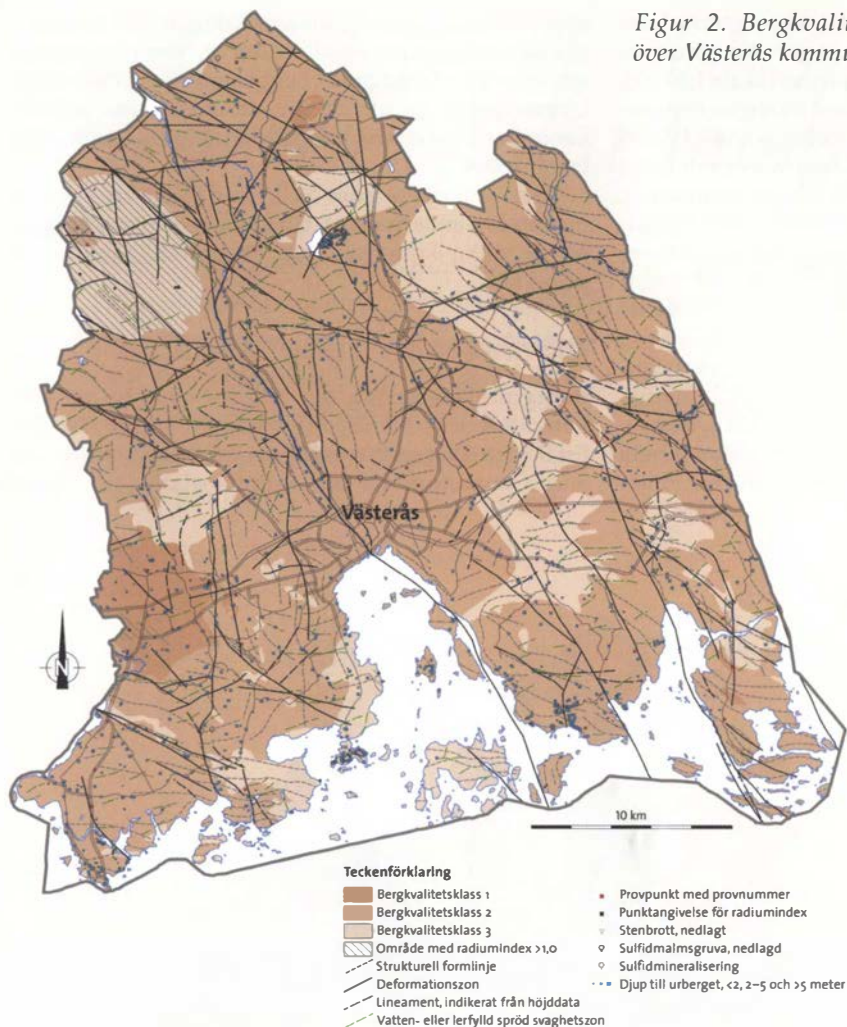 Figur 2. Bergkvali
över Västerås kommu
Västerås
N
10 km
Teckenförklaring
Bergkvalitetsklass 1
Bergkvalitetsklass 2
Bergkvalitetsklass 3
Område med radiumindex >1,0
Strukturell formlinje
Deformationszon
Lineament, indikerat från höjddata
Vatten- eller lerfylld spröd svaghetszon
Provpunkt med provnummer
Punktangivelse för radiumindex
Stenbrott, nedlagt
Sulfidmalmsgruva, nedlagd
Sulfidmineralisering
Djup till urberget, <2, 2–5 och >5 meter